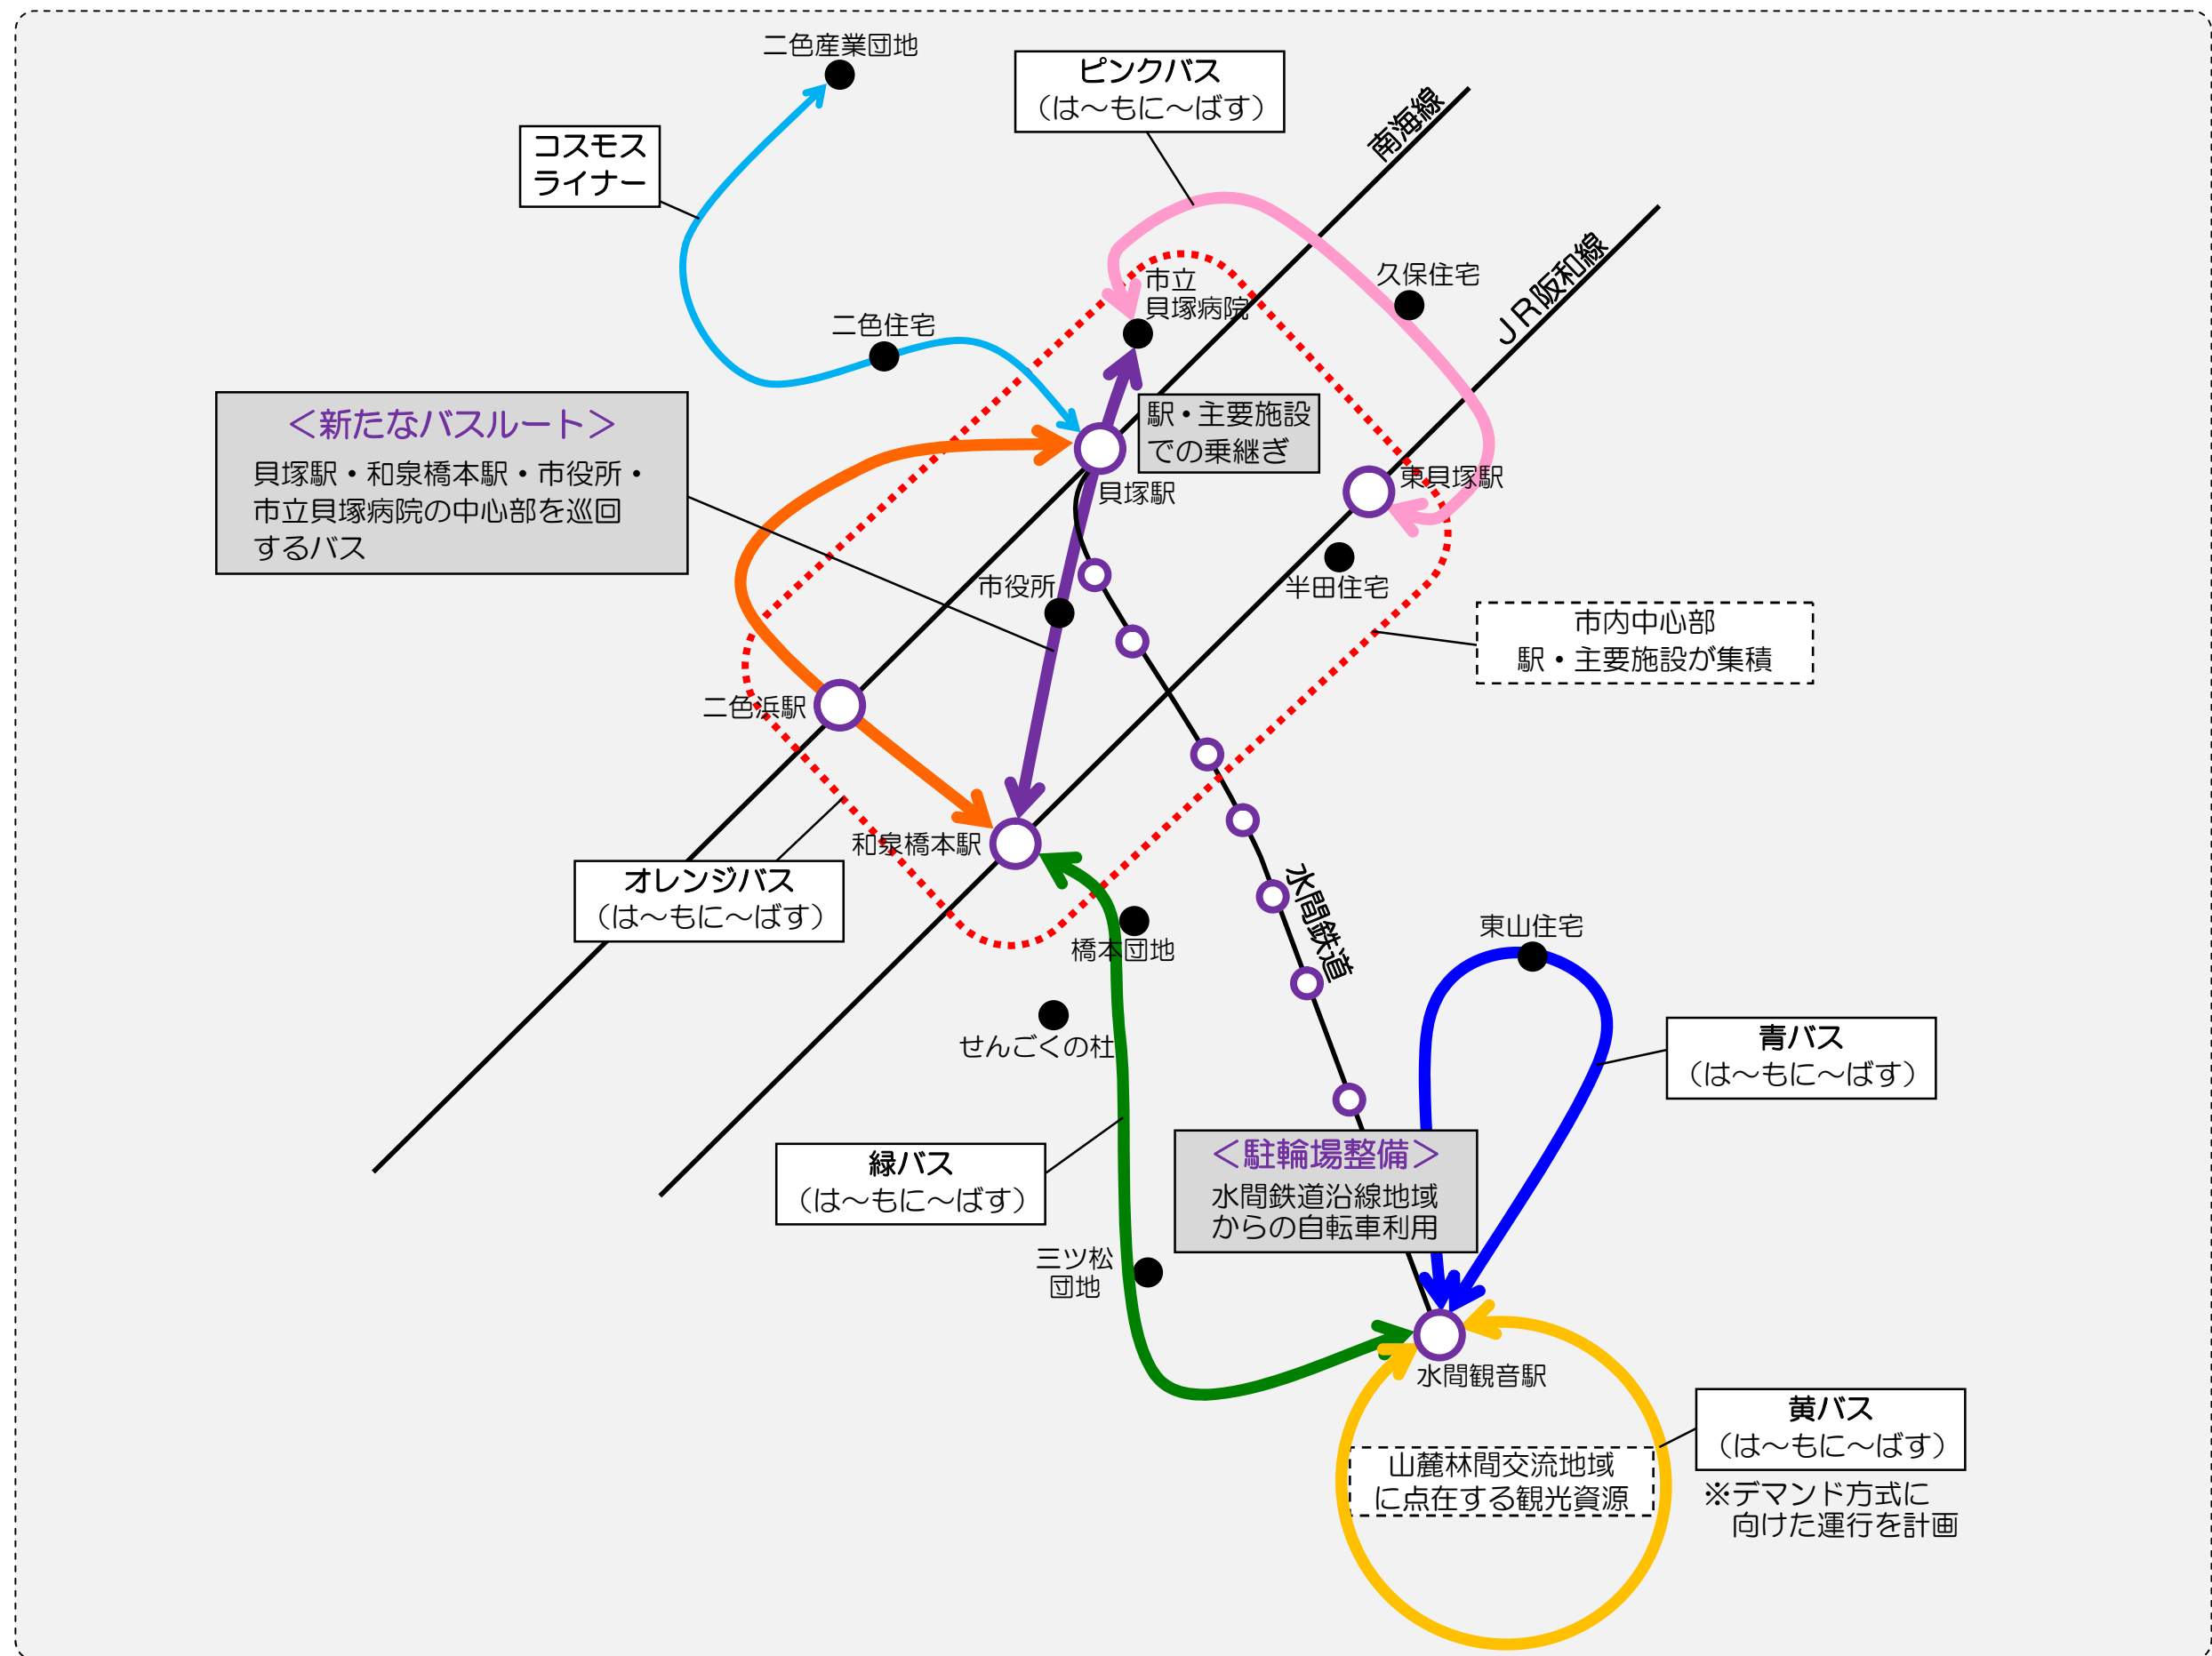 二色産業団地
ピンクバス
（は～もに～ばす）
南海線
コスモス
ライナー
JR阪和線
市立
貝塚病院
久保住宅
二色住宅
＜新たなバスルート＞
貝塚駅・和泉橋本駅・市役所・
市立貝塚病院の中心部を巡回
するバス
駅・主要施設
での乗継ぎ
貝塚駅
東貝塚駅
市役所
半田住宅
市内中心部
駅・主要施設が集積
二色浜駅
和泉橋本駅
オレンジバス
（は～もに～ばす）
水間鉄道
橋本団地
東山住宅
せんごくの杜
青バス
（は～もに～ばす）
緑バス
（は～もに～ばす）
＜駐輪場整備＞
水間鉄道沿線地域
からの自転車利用
三ツ松
団地
水間観音駅
黄バス
（は～もに～ばす）
山麓林間交流地域
に点在する観光資源
※デマンド方式に
向けた運行を計画